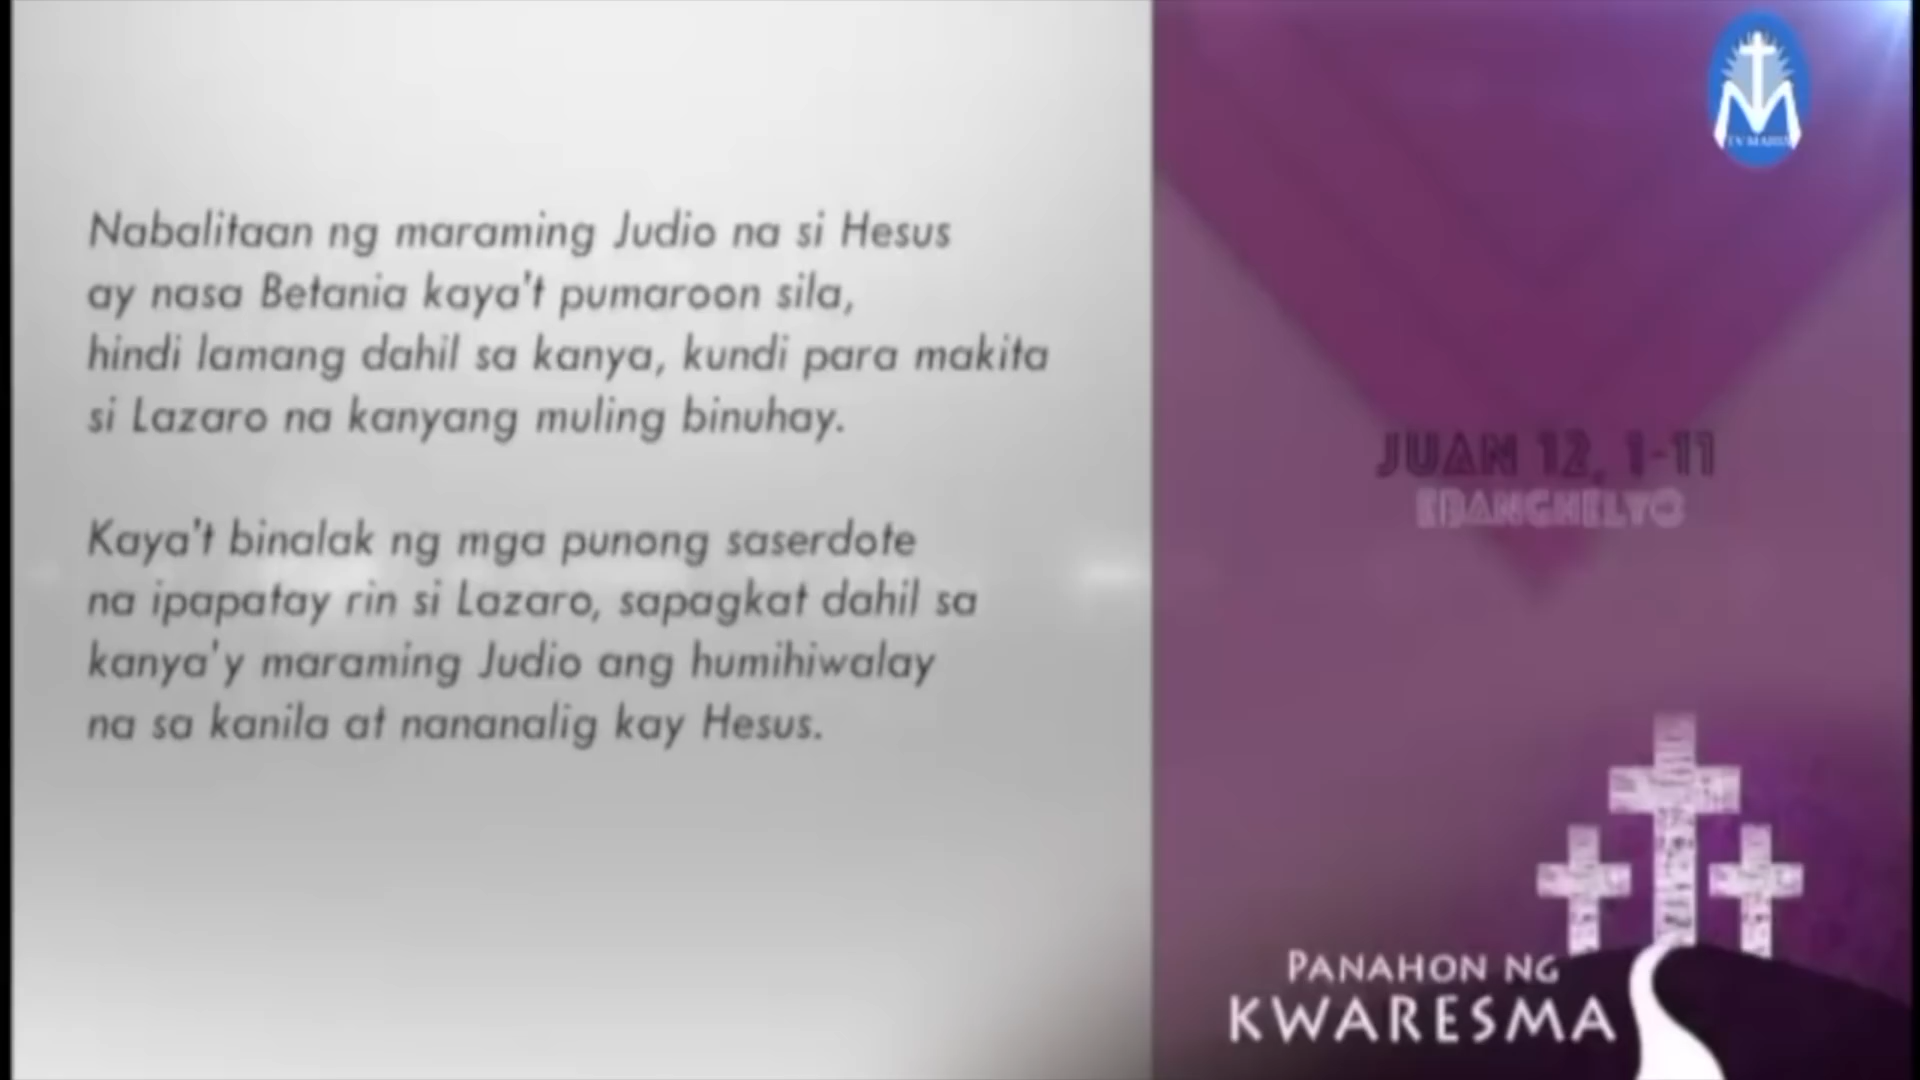 Nabalitaan ng maraming Judio na si Hesus
ay nasa Betania kaya't pumaroon sila,
hindi lamang dahil sa kanya, kundi para makita
si Lazaro na kanyang muling binuhay.
Kaya't binalak ng mga punong saserdote
na ipapatay rin si Lazaro, sapagkat dahil sa
kanya'y maraming Judio ang humihiwalay
na sa kanila at nananalig kay Hesus.
TV MARIA
JUAN 12, 1-11
EBANGHELYO
PANAHON NG
KWARESMA